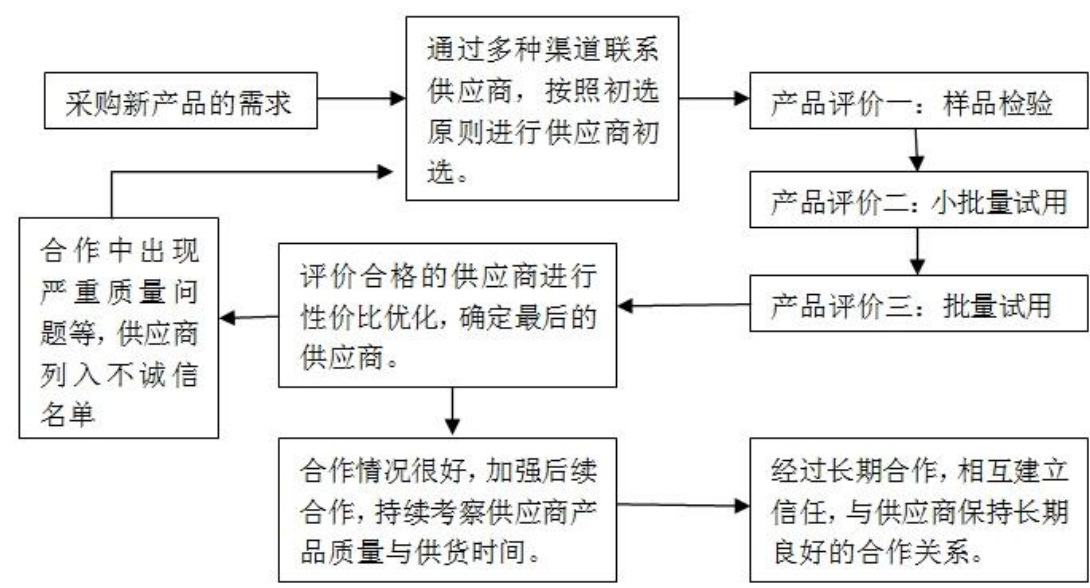 采购新产品的需求
通过多种渠道联系
供应商，按照初选
原则进行供应商初
选。
产品评价一：样品检验
产品评价二：小批量试用
产品评价三：批量试用
评价合格的供应商进行
性价比优化，确定最后的
供应商。
合作中出现
严重质量问
题等，供应商
列入不诚信
名单
合作情况很好，加强后续
合作，持续考察供应商产
品质量与供货时间。
经过长期合作，相互建立
信任，与供应商保持长期
良好的合作关系。